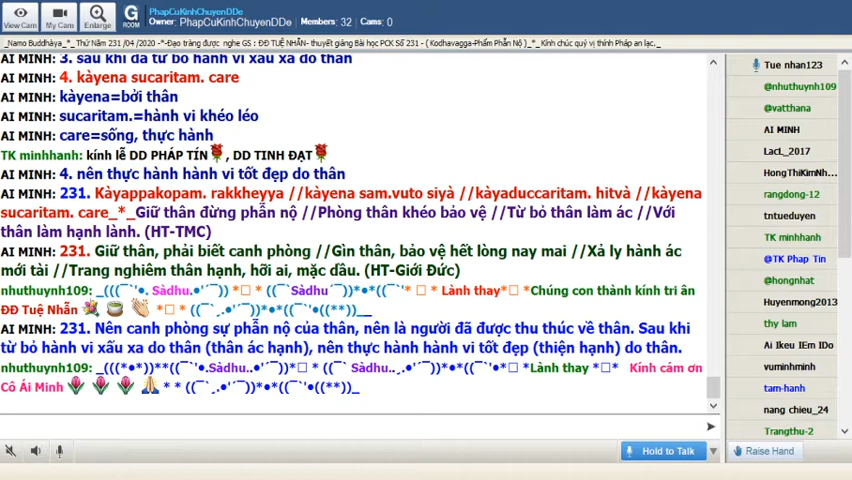 PhapCuKinhChuyenDDe
Owner: PhapCuKinhChuyenDDe Members: 32 Cams: 0
View Cam My Cam Enlarge G ROOM
_Namo Buddhàya_*_ Thứ Năm 231 /04 /2020 -*-Đạo tràng được nghe GS : ĐĐ TUỆ NHẪN- thuyết giảng Bài học PCK Số 231 - ( Kodhavagga-Phẩm Phẫn Nộ )_*_ Kính chúc quý vị thính Pháp an lạc._
AI MINH: 3. sau khi đã từ bỏ hành vi xấu xa do thân
AI MINH: 4. kàyena sucaritam. care
AI MINH: kàyena=bởi thân
AI MINH: sucaritam.=hành vi khéo léo
AI MINH: care=sống, thực hành
TK minhhanh: kính lễ DD PHÁP TÍN🌹, DD TINH ĐẠT🌹
AI MINH: 4. nên thực hành hành vi tốt đẹp do thân
AI MINH: 231. Kàyappakopam. rakkheyya //kàyena sam.vuto siyà //kàyaduccaritam. hitvà //kàyena
sucaritam. care_*_Giữ thân đừng phẫn nộ //Phòng thân khéo bảo vệ //Từ bỏ thân làm ác //Với
thân làm hạnh lành. (HT-TMC)
AI MINH: 231. Giữ thân, phải biết canh phòng //Gìn thân, bảo vệ hết lòng nay mai //Xả ly hành ác
mới tài //Trang nghiêm thân hạnh, hỡi ai, mặc dầu. (HT-Giới Đức)
nhuthuynh109: _(((¯`'•. Sàdhu.•'´¯)) *□ * ((¯`'• Sàdhu´¯))*•*((¯`'• □ * Lành thay*□ *Chúng con thành kính tri ân
ĐĐ Tuệ Nhẫn 💐 🍵 👏 *□ * ((¯`¸.•'´¯))*•*((¯`'•((**))__
AI MINH: 231. Nên canh phòng sự phẫn nộ của thân, nên là người đã được thu thúc về thân. Sau khi
từ bỏ hành vi xấu xa do thân (thân ác hạnh), nên thực hành hành vi tốt đẹp (thiện hạnh) do thân.
nhuthuynh109: _(((*•*))**((¯`'•.Sàdhu..•'´¯))*□ * ((¯` Sàdhu..¸.•'´¯))*•*((¯`'•*□ *Lành thay *□* Kính cám ơn
Cô Ái Minh 🌷 🌷 🌷 🙏 * * ((¯`¸.•'´¯))*•*((¯`'•((**))_
Hold to Talk
Tue nhan123
@nhuthuynh109
@vatthana
AI MINH
LacL_2017
HongThiKimNh...
rangdong-12
tntueduyen
TK minhhanh
@TK Phap Tin
@hongnhat
Huyenmong2013
thy lam
Ai Ikeu IEm IDo
vuminhminh
tam-hanh
nang chieu_24
Trangthu-2
Raise Hand